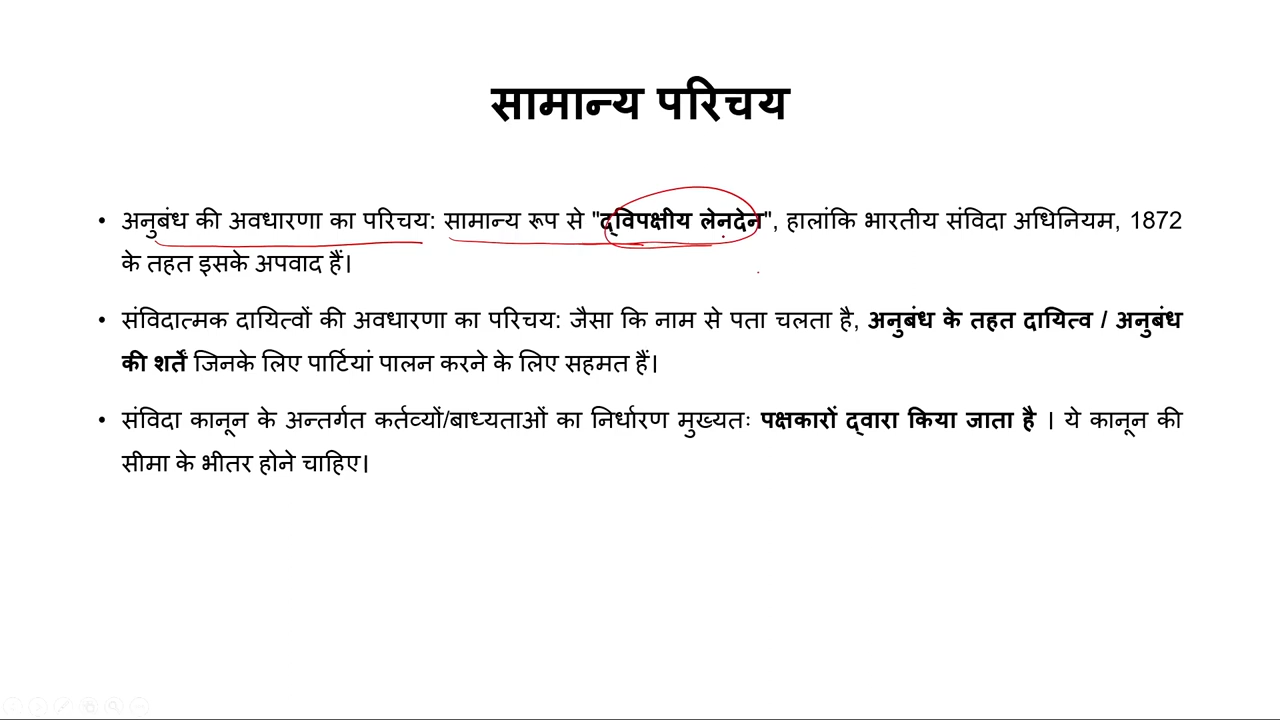 सामान्य परिचय
• अनुबंध की अवधारणा का परिचय: सामान्य रूप से "द्विपक्षीय लेनदेन", हालांकि भारतीय संविदा अधिनियम, 1872
के तहत इसके अपवाद हैं।
• संविदात्मक दायित्वों की अवधारणा का परिचय: जैसा कि नाम से पता चलता है, अनुबंध के तहत दायित्व / अनुबंध
की शर्तें जिनके लिए पार्टियां पालन करने के लिए सहमत हैं।
• संविदा कानून के अन्तर्गत कर्तव्यों/बाध्यताओं का निर्धारण मुख्यतः पक्षकारों द्वारा किया जाता है । ये कानून की
सीमा के भीतर होने चाहिए।